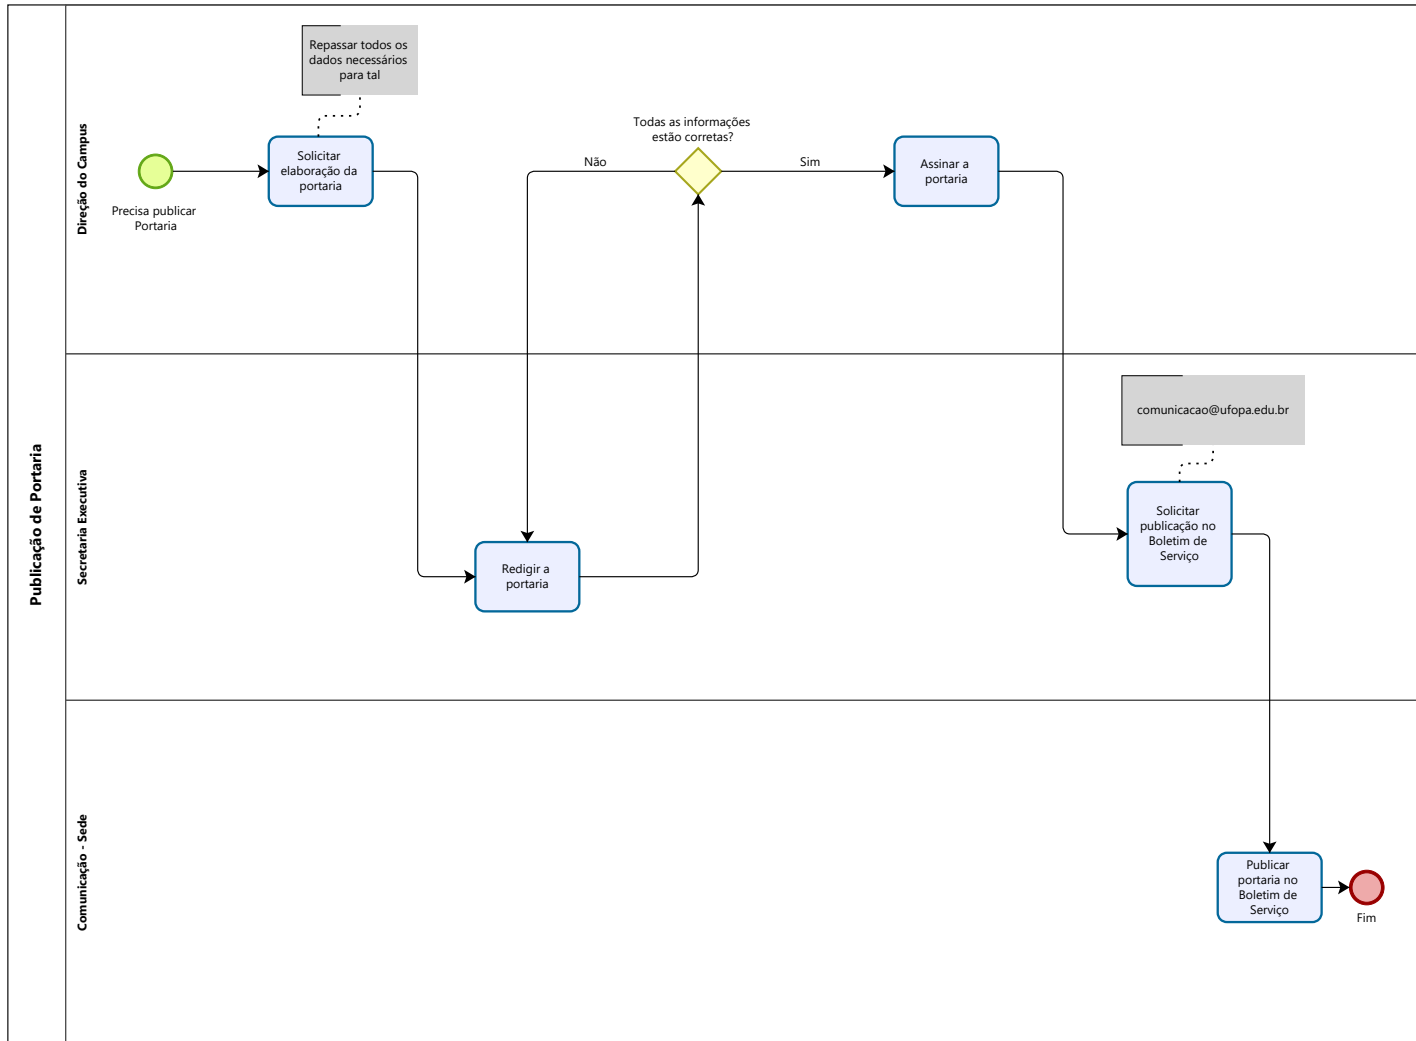 Publicação de Portaria
Direção do Campus
Repassar todos os
dados necessários
para tal
Precisa publicar
Portaria
Solicitar
elaboração da
portaria
Todas as informações
estão corretas?
Não
Sim
Assinar a
portaria
Secretaria Executiva
Redigir a
portaria
comunicacao@ufopa.edu.br
Solicitar
publicação no
Boletim de
Serviço
Comunicação - Sede
Publicar
portaria no
Boletim de
Serviço
Fim